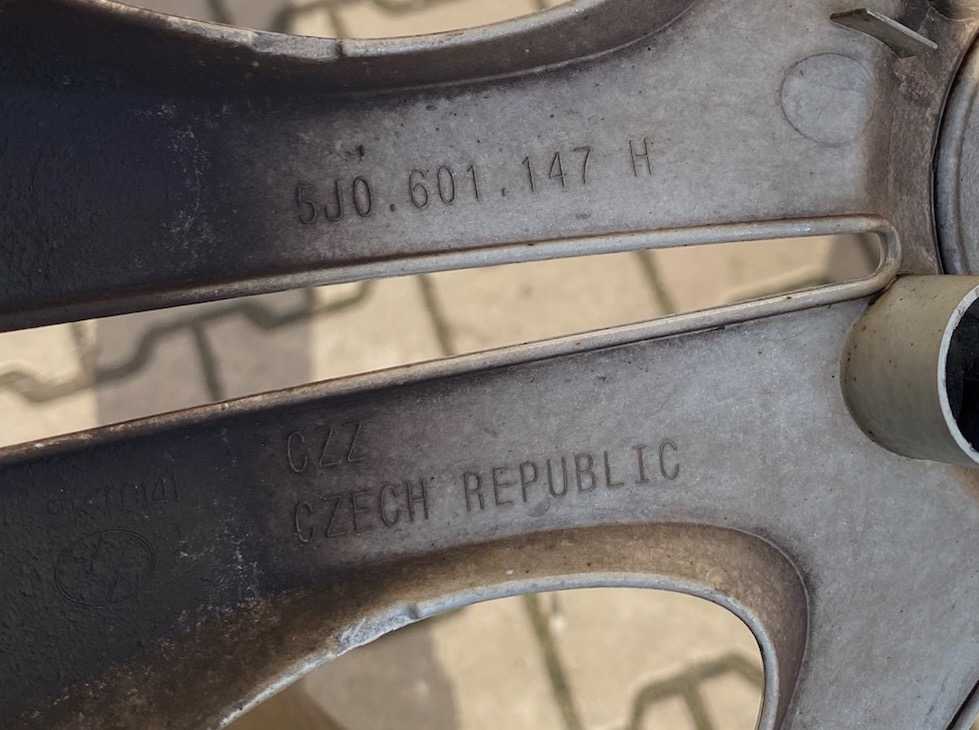 5J0.601.147 H
CZZ
CZECH REPUBLIC